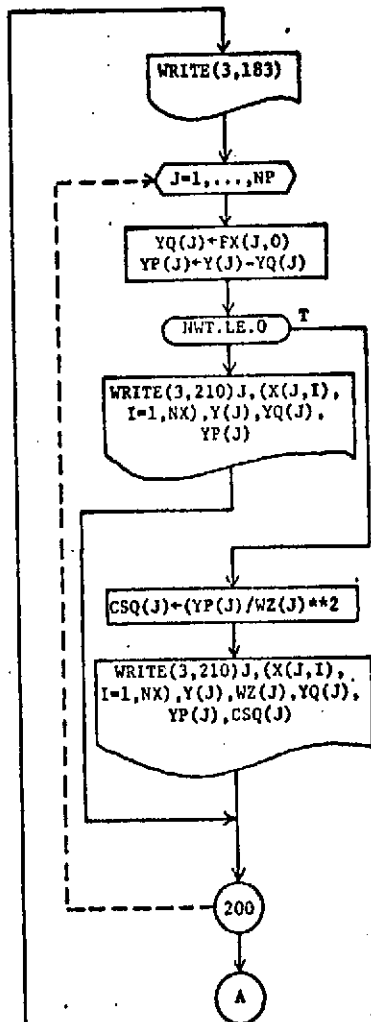 WRITE(3,183)
J=1,...,NP
YQ(J)←FX(J,0)
YP(J)←Y(J)-YQ(J)
NWT.LE.0
T
WRITE(3,210)J,(X(J,I),
I=1,NX),Y(J),YQ(J),
YP(J)
CSQ(J)←(YP(J)/WZ(J)**2
WRITE(3,210)J,(X(J,I),
I=1,NX),Y(J),WZ(J),YQ(J),
YP(J),CSQ(J)
200
A